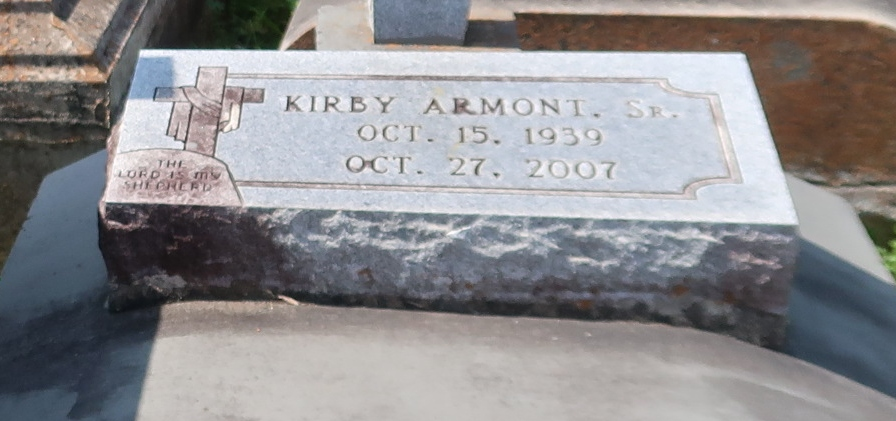 KIRBY ARMONT, SR.
OCT. 15, 1939
OCT. 27, 2007
THE
LORD IS MY
SHEPHERD